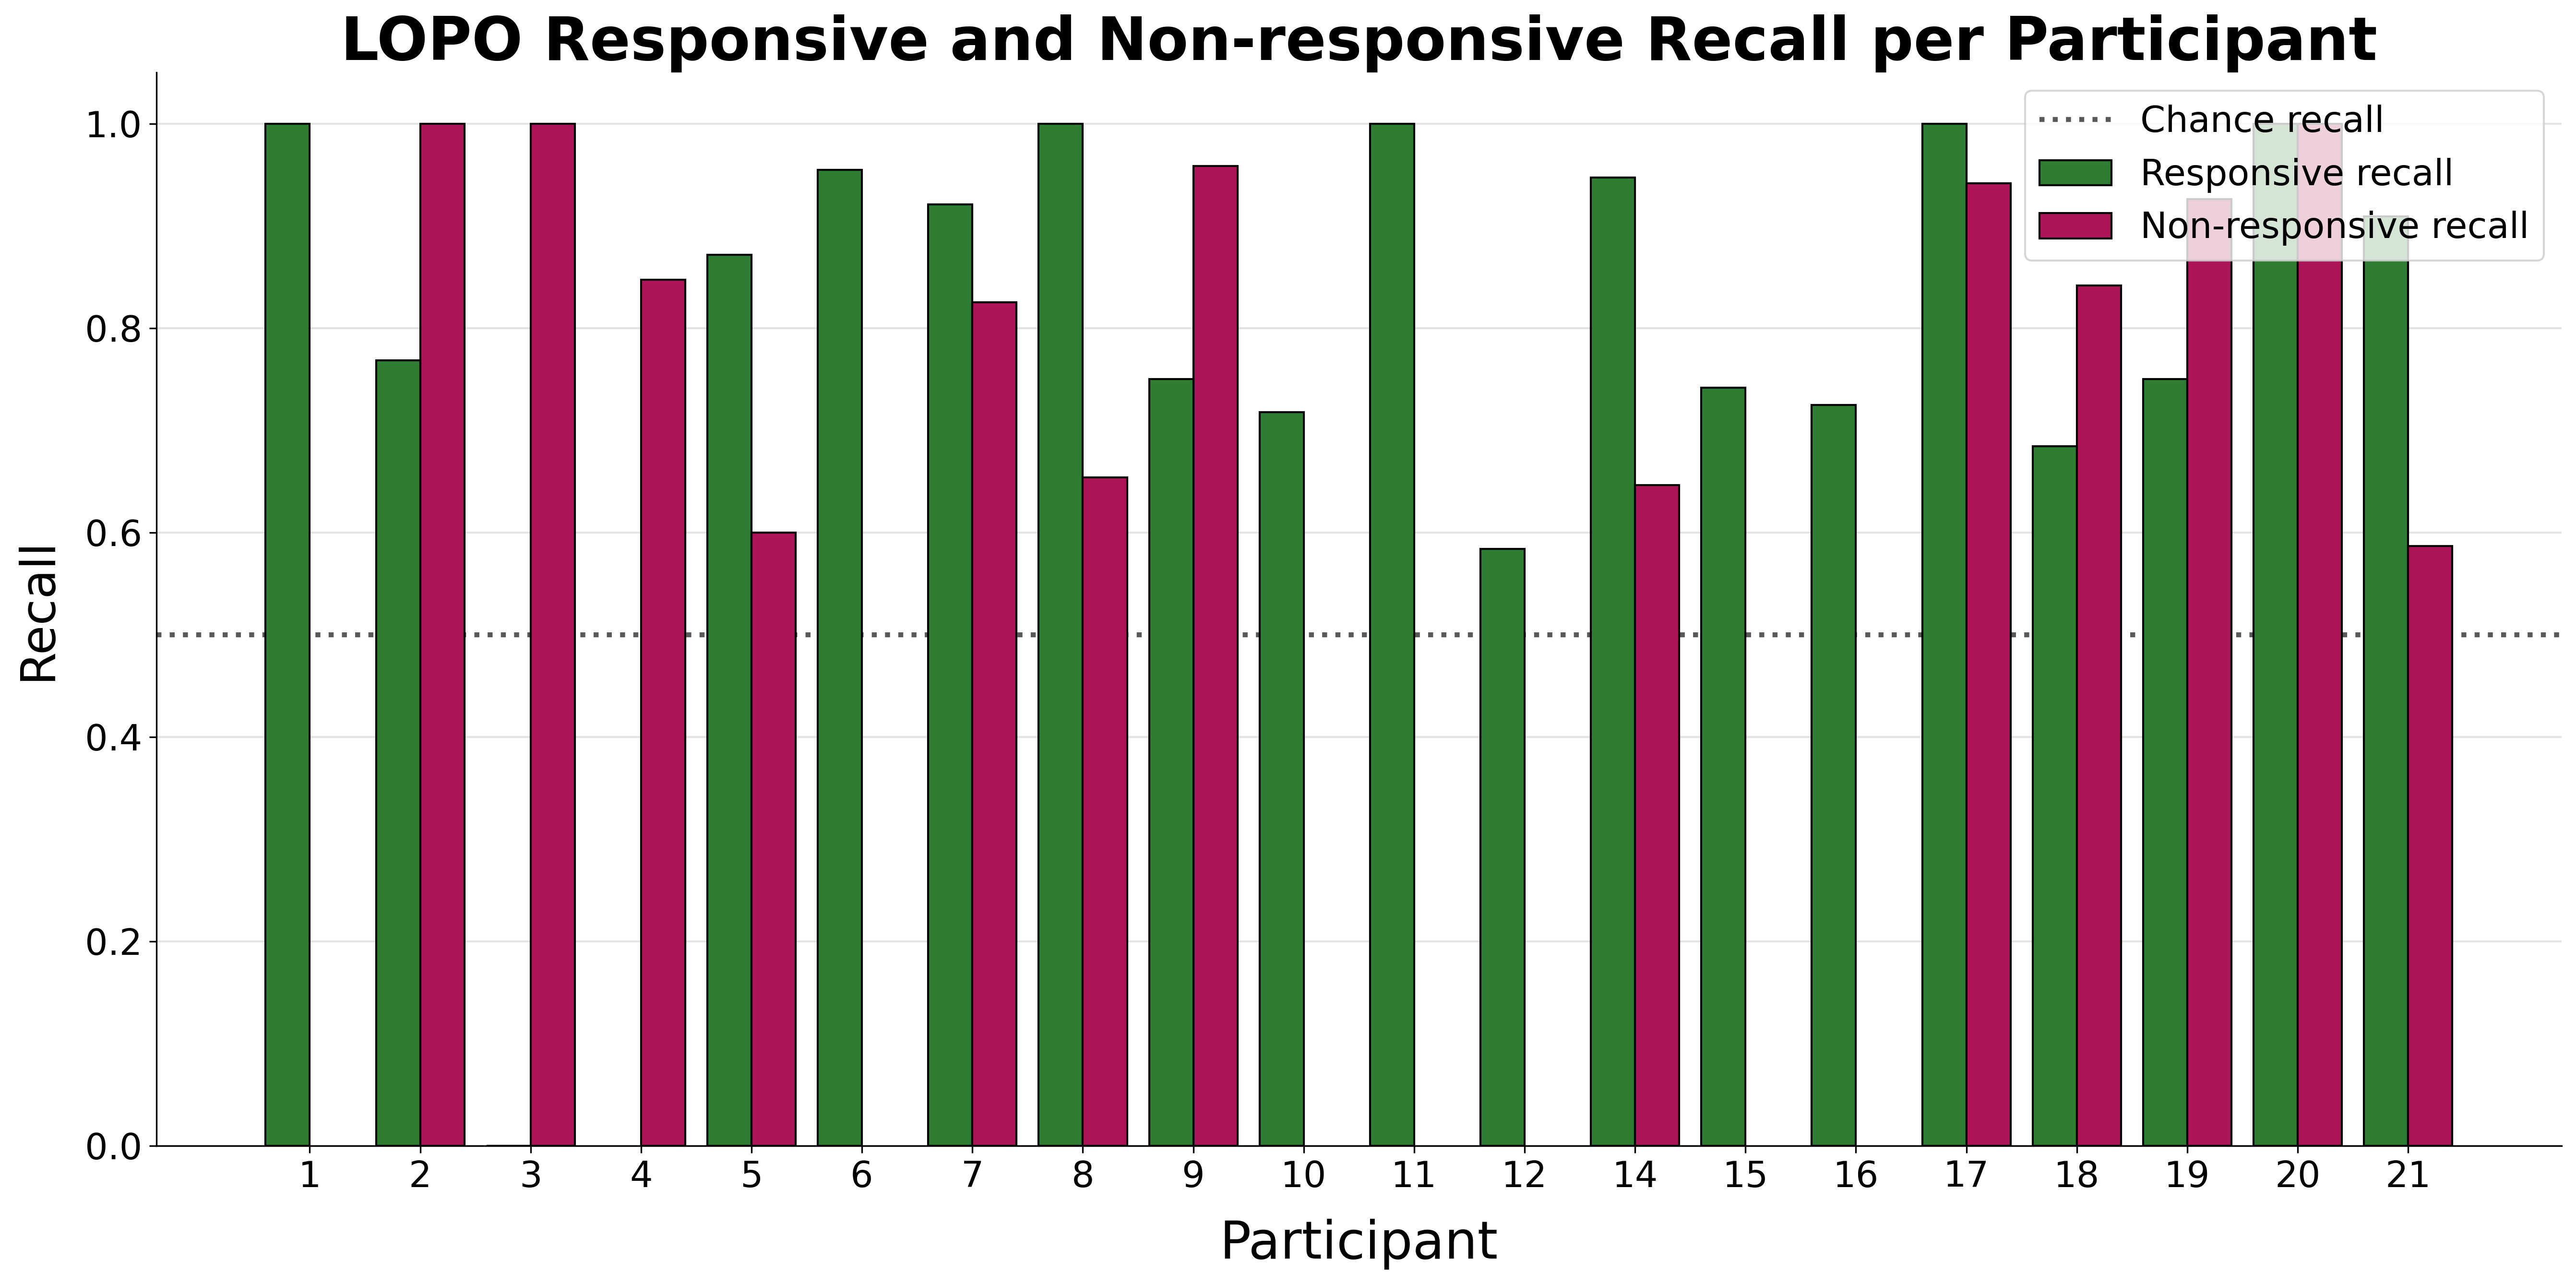 LOPO Responsive and Non-responsive Recall per Participant
Chance recall
Responsive recall
Non-responsive recall
1.0
0.8
0.6
0.4
0.2
0.0
Recall
1 2 3 4 5 6 7 8 9 10 11 12 14 15 16 17 18 19 20 21
Participant